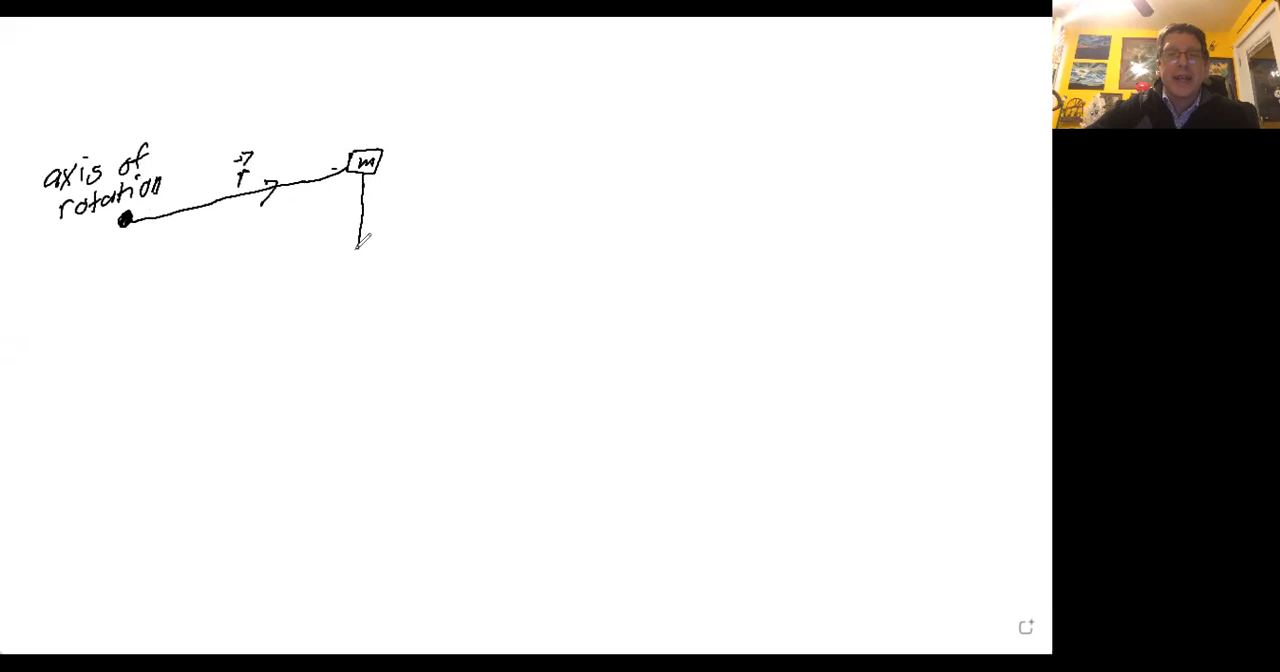 axis of
rotation
r
m